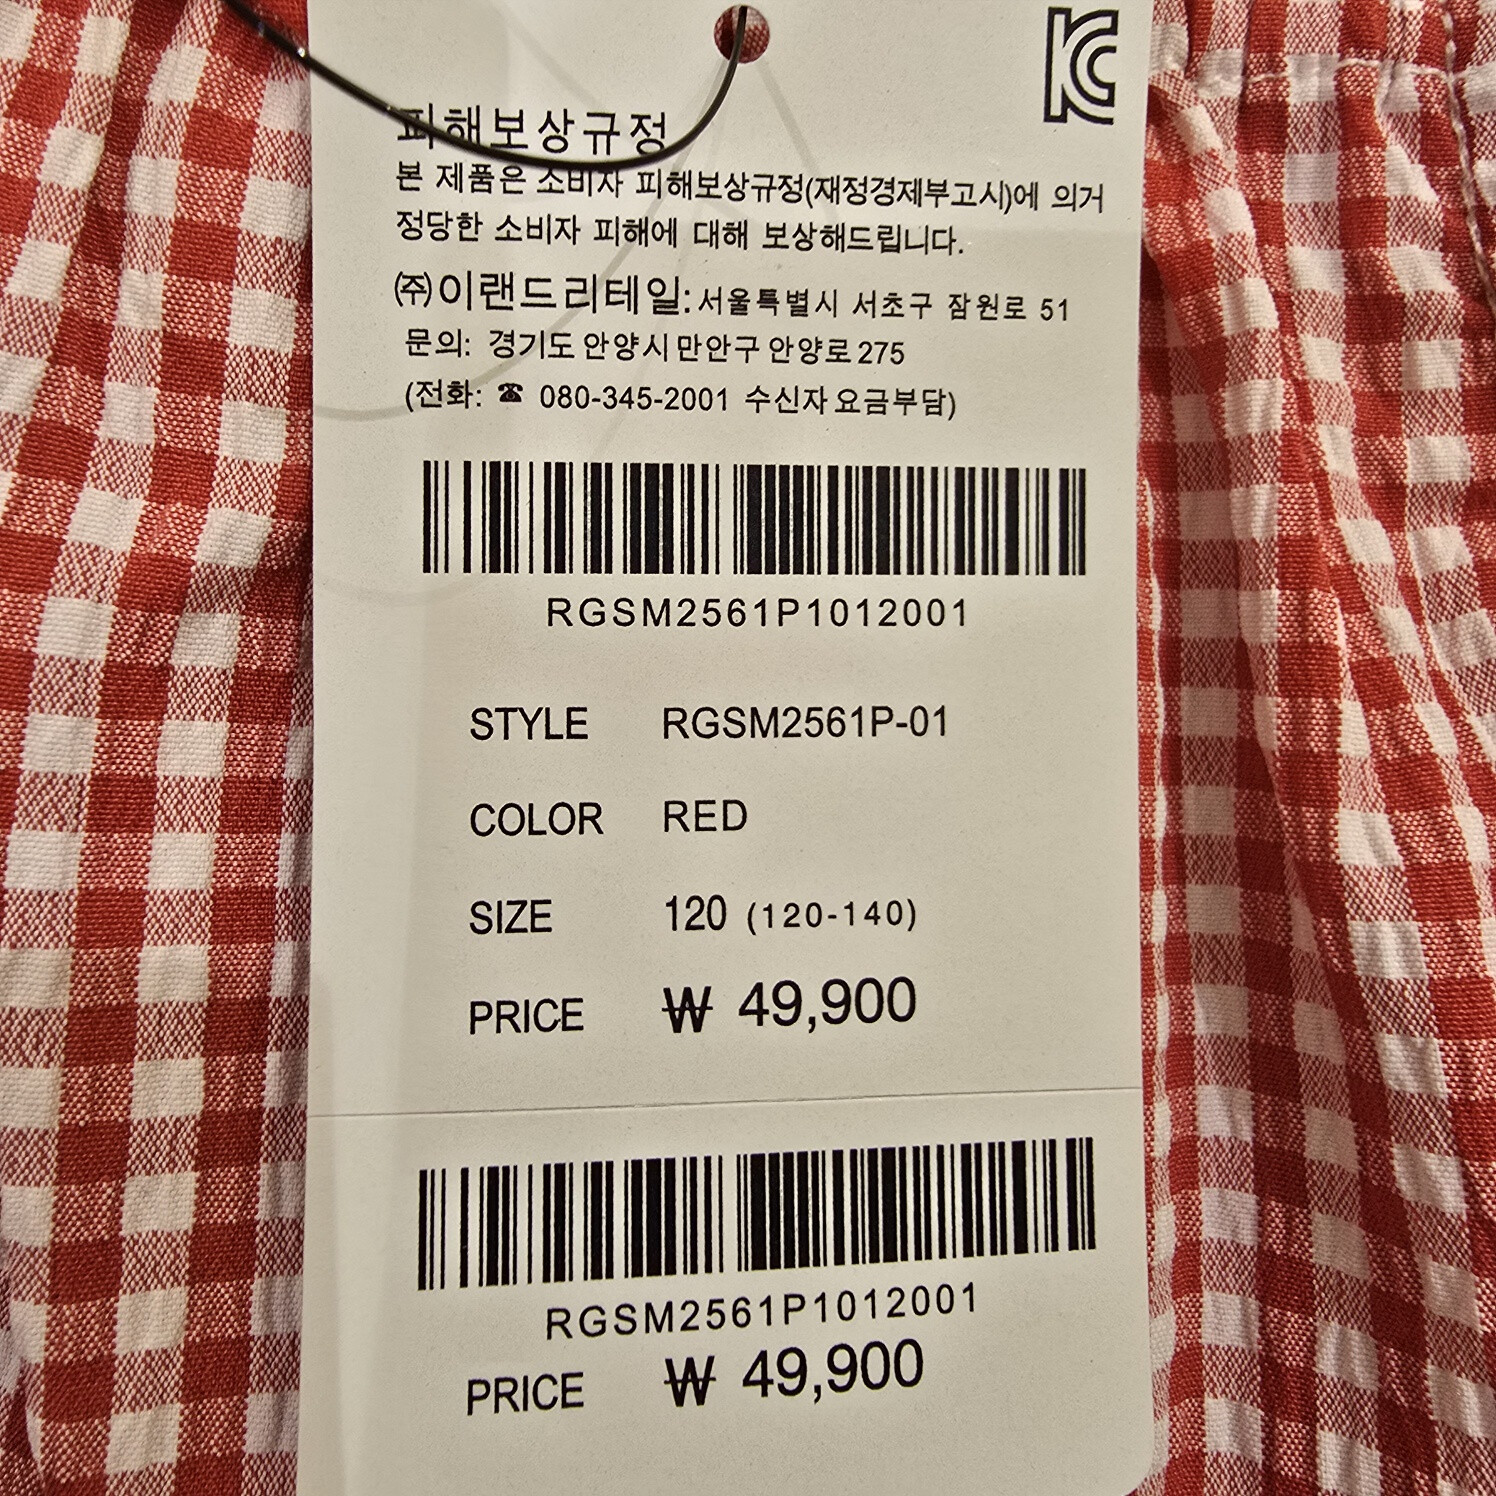 피해보상규정
본 제품은 소비자 피해보상규정(재정경제부고시)에 의거
정당한 소비자 피해에 대해 보상해드립니다.
㈜이랜드리테일: 서울특별시 서초구 잠원로 51
문의: 경기도 안양시 만안구 안양로 275
(전화: ☎ 080-345-2001 수신자 요금부담)
RGSM2561P1012001
STYLE RGSM2561P-01
COLOR RED
SIZE 120 (120-140)
PRICE ₩ 49,900
RGSM2561P1012001
PRICE ₩ 49,900